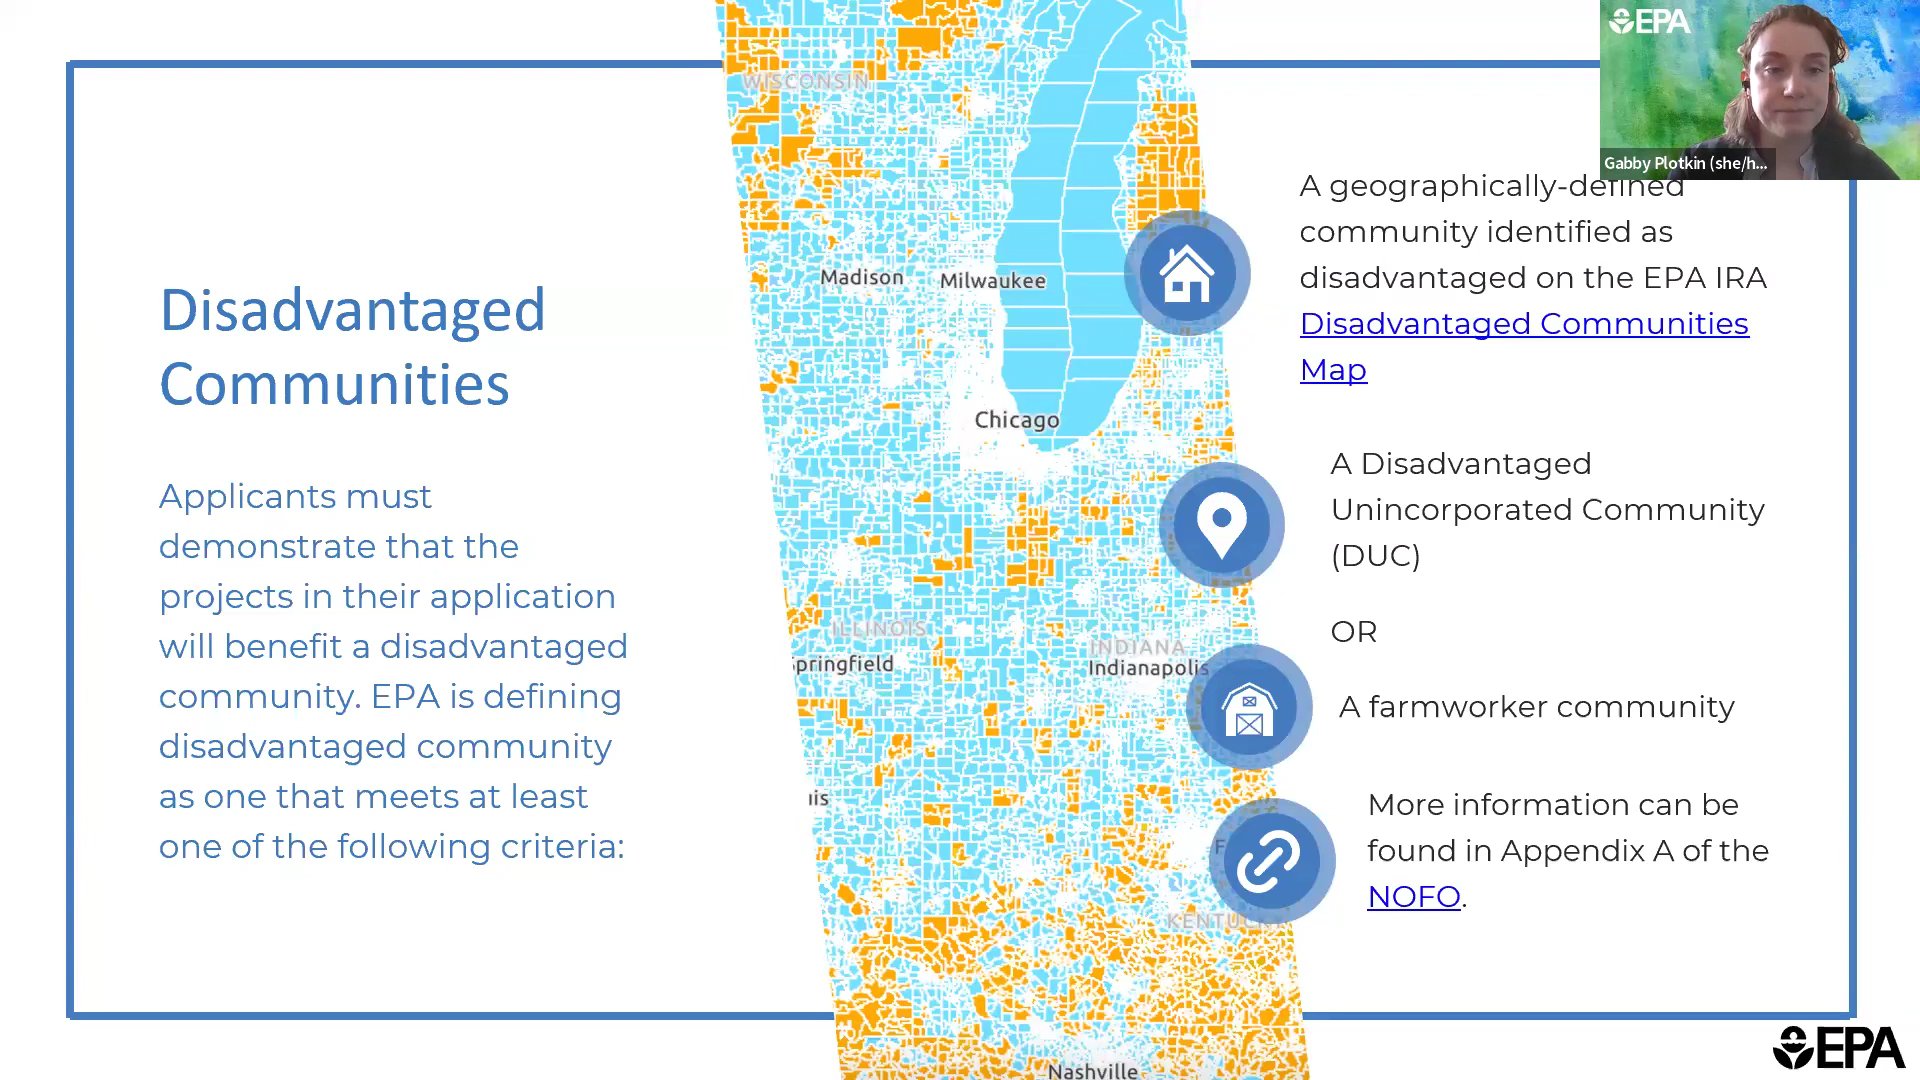 Disadvantaged
Communities
Applicants must
demonstrate that the
projects in their application
will benefit a disadvantaged
community. EPA is defining
disadvantaged community
as one that meets at least
one of the following criteria:
WISCONSIN
Madison
Milwaukee
Chicago
ILLINOIS
Springfield
INDIANA
Indianapolis
uis
F
KENTUCKY
Nashville
EPA
Gabby Plotkin (she/h...
A geographically-defined
community identified as
disadvantaged on the EPA IRA
Disadvantaged Communities
Map
A Disadvantaged
Unincorporated Community
(DUC)
OR
A farmworker community
More information can be
found in Appendix A of the
NOFO.
EPA